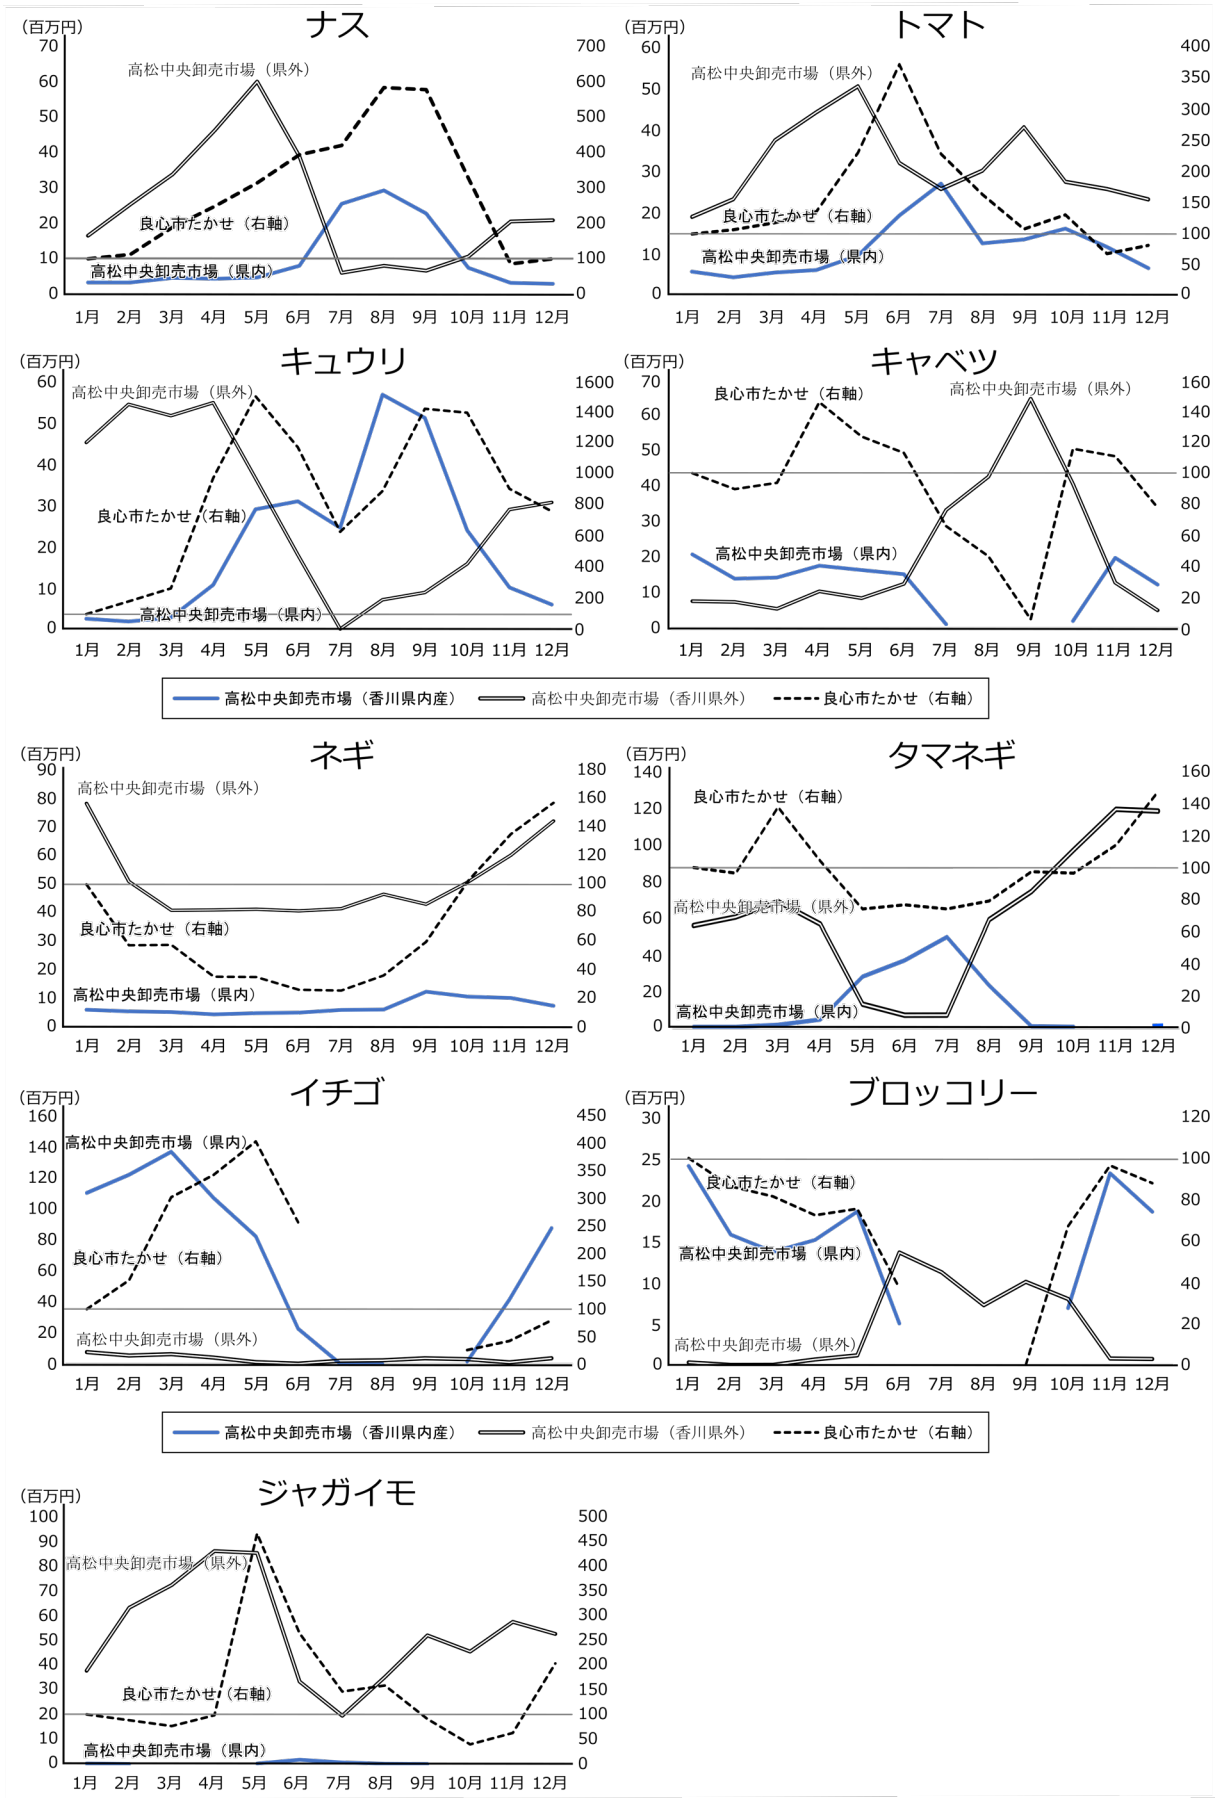 ナス
(百万円)
70
60
50
40
30
20
10
0
700
600
500
400
300
200
100
0
高松中央卸売市場（県外）
良心市たかせ（右軸）
高松中央卸売市場（県内）
1月 2月 3月 4月 5月 6月 7月 8月 9月 10月 11月 12月
トマト
(百万円)
60
50
40
30
20
10
0
400
350
300
250
200
150
100
50
0
高松中央卸売市場（県外）
良心市たかせ（右軸）
高松中央卸売市場（県内）
1月 2月 3月 4月 5月 6月 7月 8月 9月 10月 11月 12月
キュウリ
(百万円)
60
50
40
30
20
10
0
1600
1400
1200
1000
800
600
400
200
0
高松中央卸売市場（県外）
良心市たかせ（右軸）
高松中央卸売市場（県内）
1月 2月 3月 4月 5月 6月 7月 8月 9月 10月 11月 12月
キャベツ
(百万円)
70
60
50
40
30
20
10
0
160
140
120
100
80
60
40
20
0
良心市たかせ（右軸）
高松中央卸売市場（県外）
高松中央卸売市場（県内）
1月 2月 3月 4月 5月 6月 7月 8月 9月 10月 11月 12月
高松中央卸売市場（香川県内産） 高松中央卸売市場（香川県外） 良心市たかせ（右軸）
ネギ
(百万円)
90
80
70
60
50
40
30
20
10
0
180
160
140
120
100
80
60
40
20
0
高松中央卸売市場（県外）
良心市たかせ（右軸）
高松中央卸売市場（県内）
1月 2月 3月 4月 5月 6月 7月 8月 9月 10月 11月 12月
タマネギ
(百万円)
140
120
100
80
60
40
20
0
160
140
120
100
80
60
40
20
0
良心市たかせ（右軸）
高松中央卸売市場（県外）
高松中央卸売市場（県内）
1月 2月 3月 4月 5月 6月 7月 8月 9月 10月 11月 12月
イチゴ
(百万円)
160
140
120
100
80
60
40
20
0
450
400
350
300
250
200
150
100
50
0
高松中央卸売市場（県内）
良心市たかせ（右軸）
高松中央卸売市場（県外）
1月 2月 3月 4月 5月 6月 7月 8月 9月 10月 11月 12月
ブロッコリー
(百万円)
30
25
20
15
10
5
0
120
100
80
60
40
20
0
良心市たかせ（右軸）
高松中央卸売市場（県内）
高松中央卸売市場（県外）
1月 2月 3月 4月 5月 6月 7月 8月 9月 10月 11月 12月
高松中央卸売市場（香川県内産） 高松中央卸売市場（香川県外） 良心市たかせ（右軸）
ジャガイモ
(百万円)
100
90
80
70
60
50
40
30
20
10
0
500
450
400
350
300
250
200
150
100
50
0
高松中央卸売市場（県外）
良心市たかせ（右軸）
高松中央卸売市場（県内）
1月 2月 3月 4月 5月 6月 7月 8月 9月 10月 11月 12月